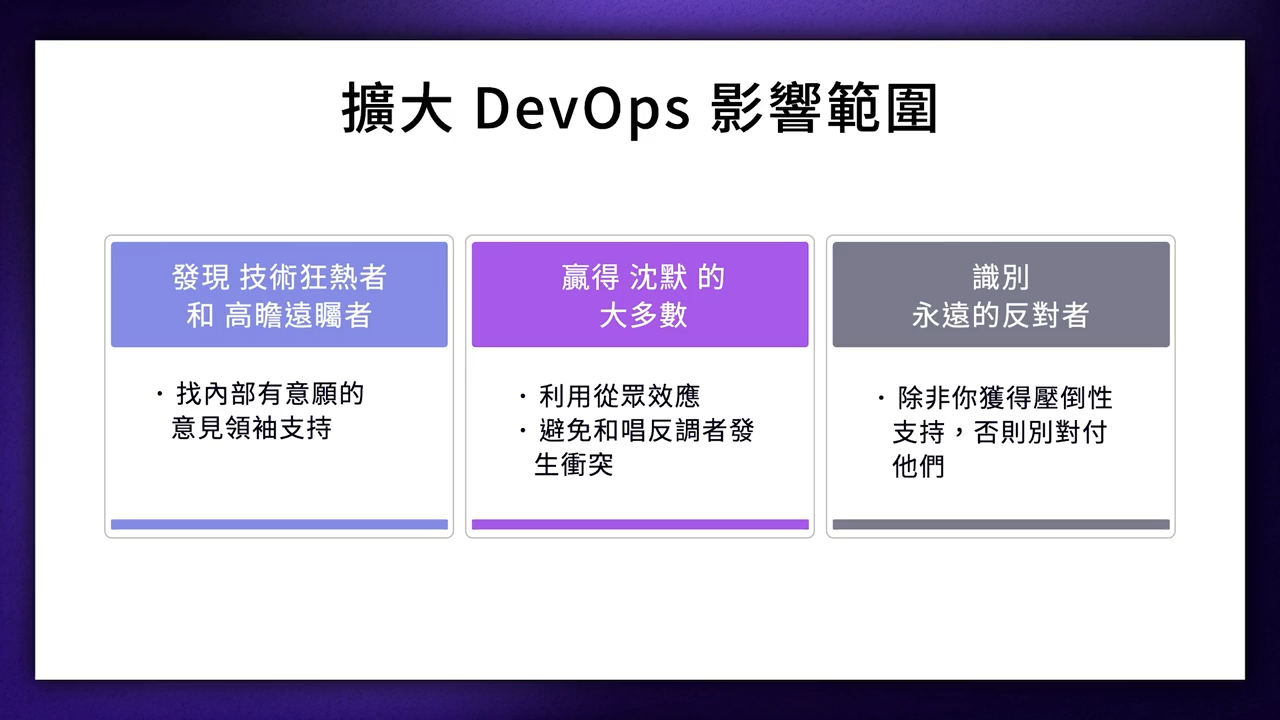 擴大 DevOps 影響範圍
發現 技術狂熱者
和 高瞻遠矚者
・找內部有意願的
意見領袖支持
贏得 沈默 的
大多數
・利用從眾效應
・避免和唱反調者發
生衝突
識別
永遠的反對者
・除非你獲得壓倒性
支持，否則別對付
他們